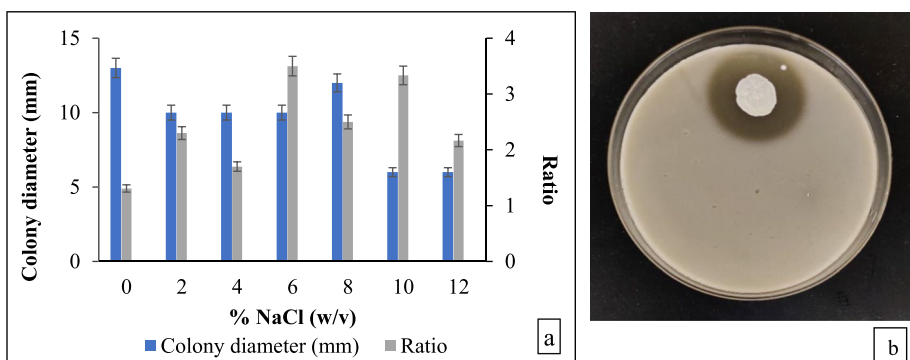 15
10
5
0
Colony diameter (mm)
4
3
2
1
0
Ratio
0 2 4 6 8 10 12
% NaCl (w/v)
Colony diameter (mm) Ratio
a
b